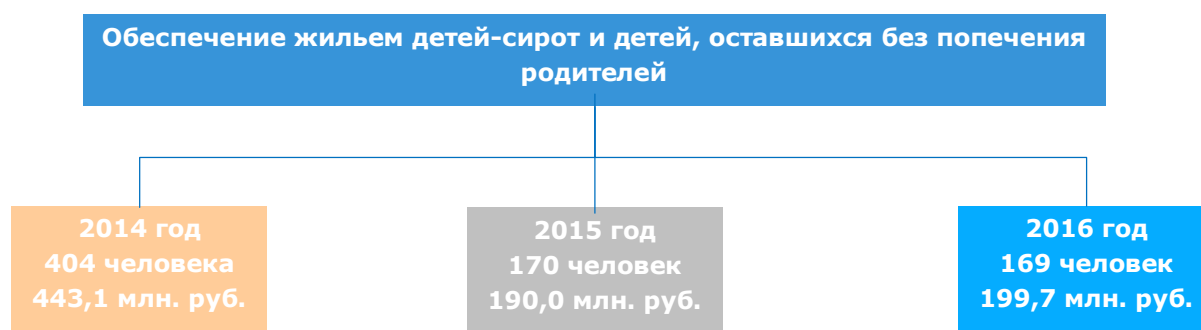 Обеспечение жильем детей-сирот и детей, оставшихся без попечения
родителей
2014 год
404 человека
443,1 млн. руб.
2015 год
170 человек
190,0 млн. руб.
2016 год
169 человек
199,7 млн. руб.